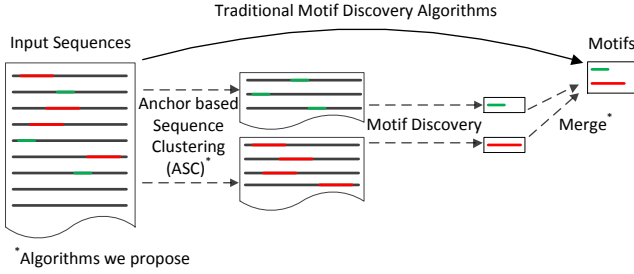 Traditional Motif Discovery Algorithms
Input Sequences
Motifs
Anchor based
Sequence
Clustering
(ASC)*
Motif Discovery
Merge*
*Algorithms we propose